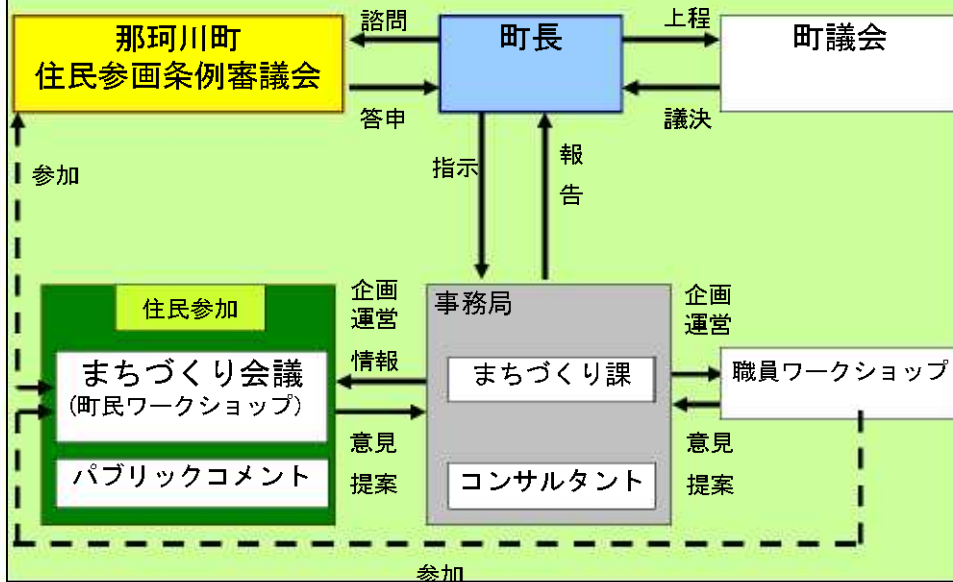 那珂川町
住民参画条例審議会
諮問
答申
町長
上程
議決
町議会
参加
指示
報
告
住民参加
まちづくり会議
(町民ワークショップ)
パブリックコメント
企画
運営
情報
意見
提案
事務局
まちづくり課
コンサルタント
企画
運営
意見
提案
職員ワークショップ
参加